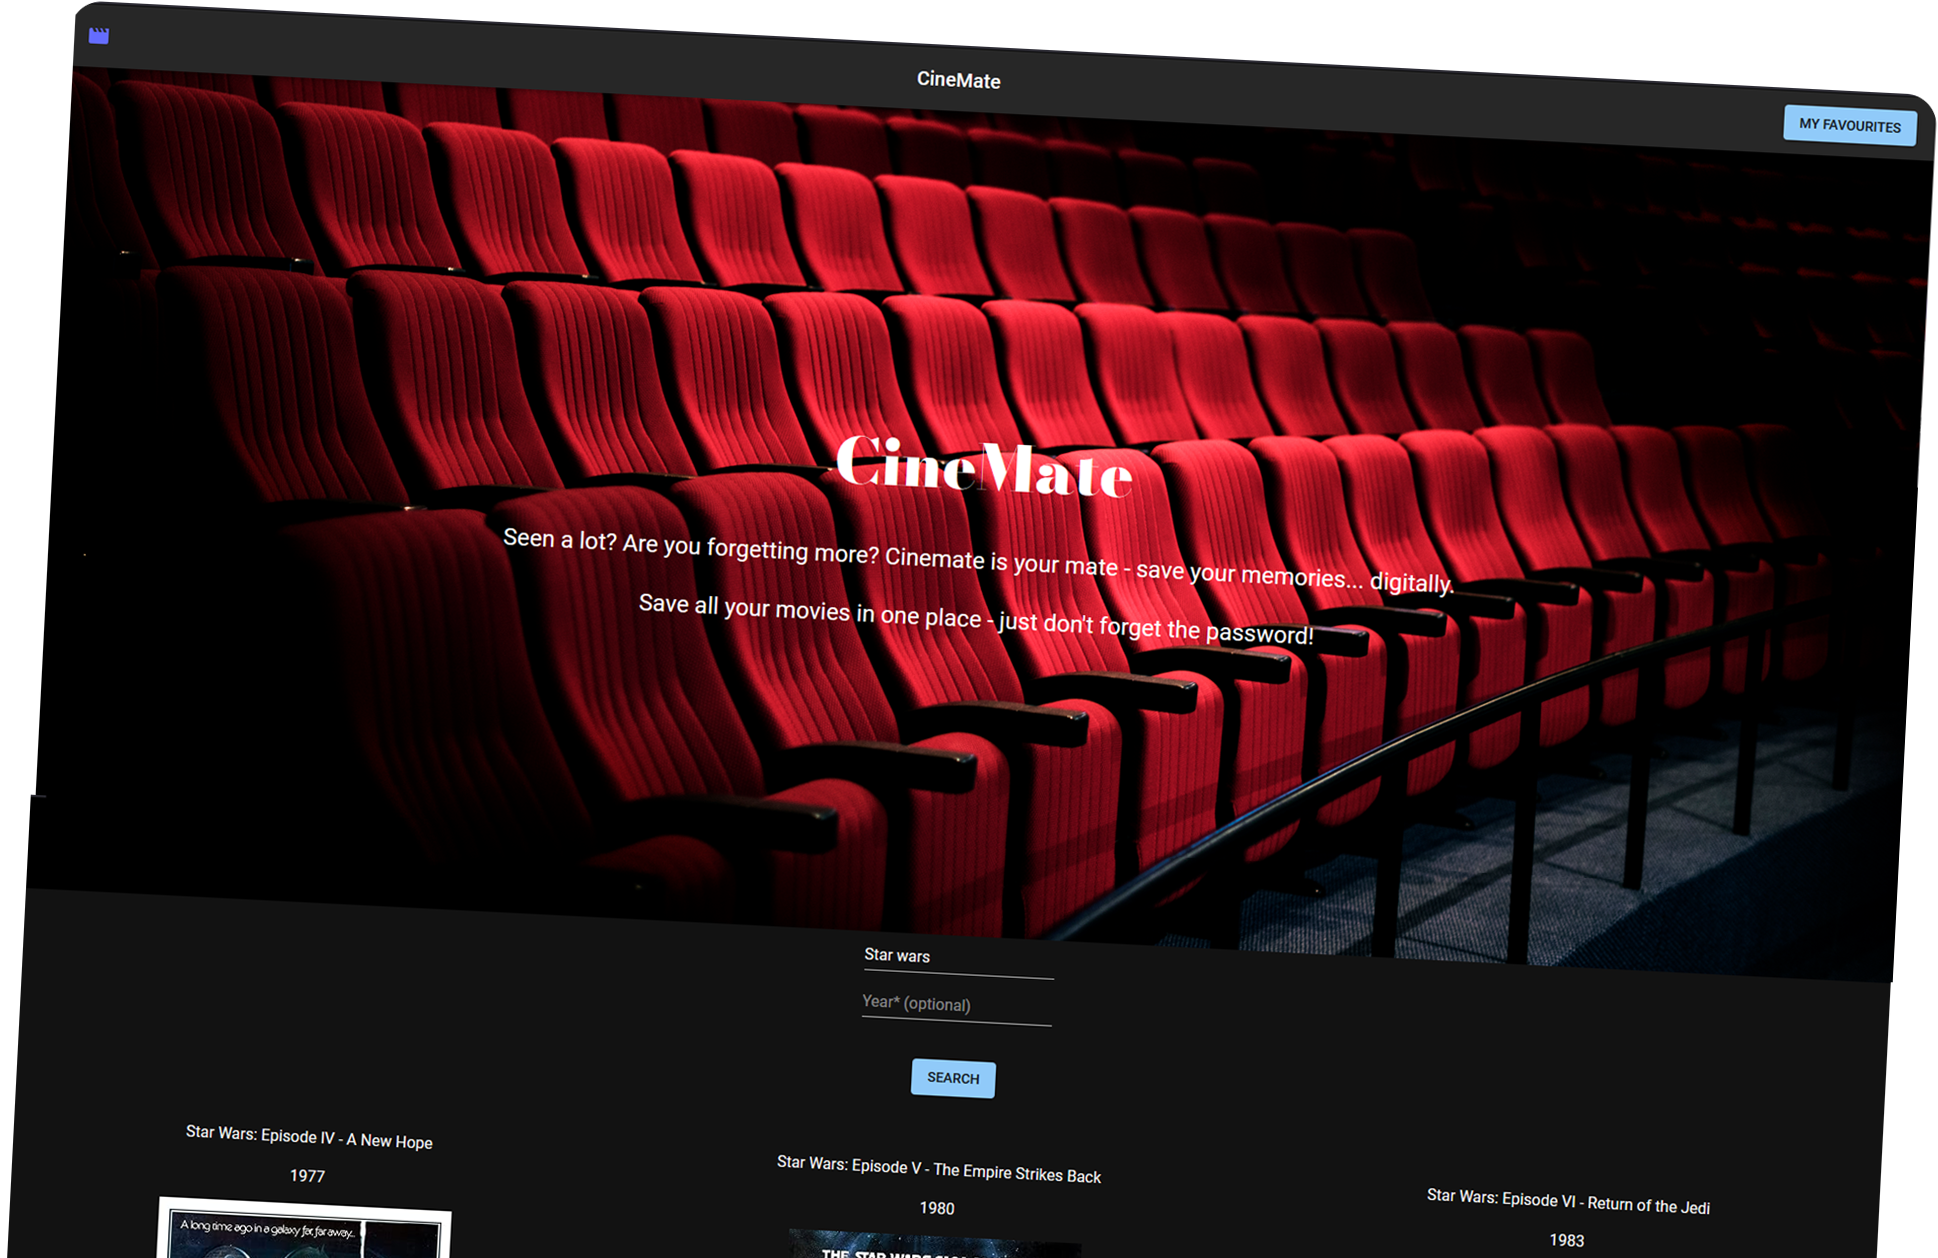 CineMate
MY FAVOURITES
CineMate
Seen a lot? Are you forgetting more? Cinemate is your mate - save your memories... digitally.
Save all your movies in one place - just don't forget the password!
Star wars
Year* (optional)
SEARCH
Star Wars: Episode IV - A New Hope
1977
A long time ago in a galaxy far, far away...
Star Wars: Episode V - The Empire Strikes Back
1980
THE STAR WARS
Star Wars: Episode VI - Return of the Jedi
1983